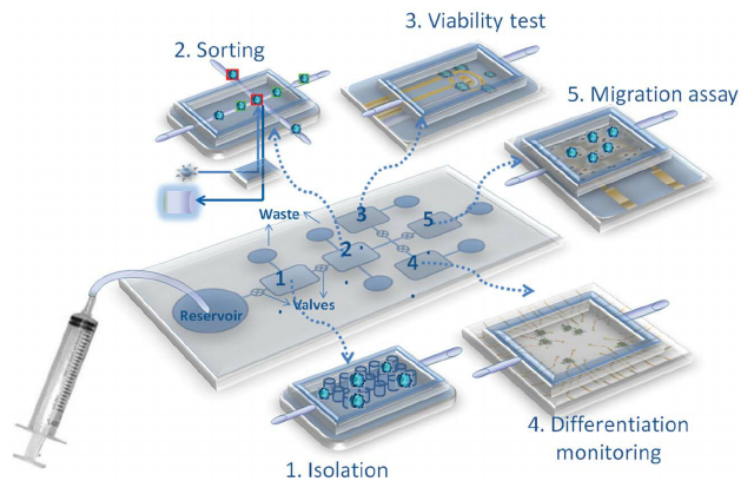 3. Viability test
2. Sorting
5. Migration assay
Waste
3
5
2
1
4
Valves
Reservoir
4. Differentiation
monitoring
1. Isolation